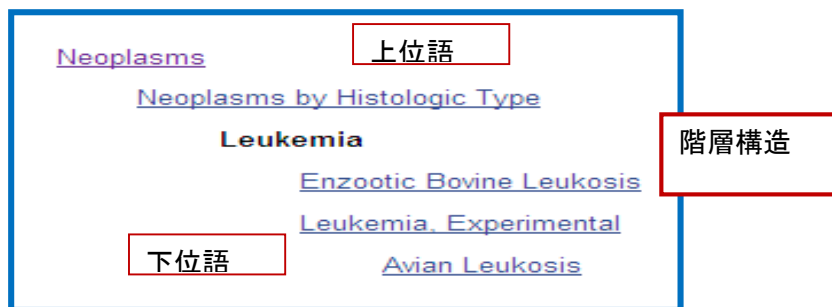 Neoplasms
上位語
Neoplasms by Histologic Type
Leukemia
階層構造
Enzootic Bovine Leukosis
Leukemia, Experimental
下位語
Avian Leukosis